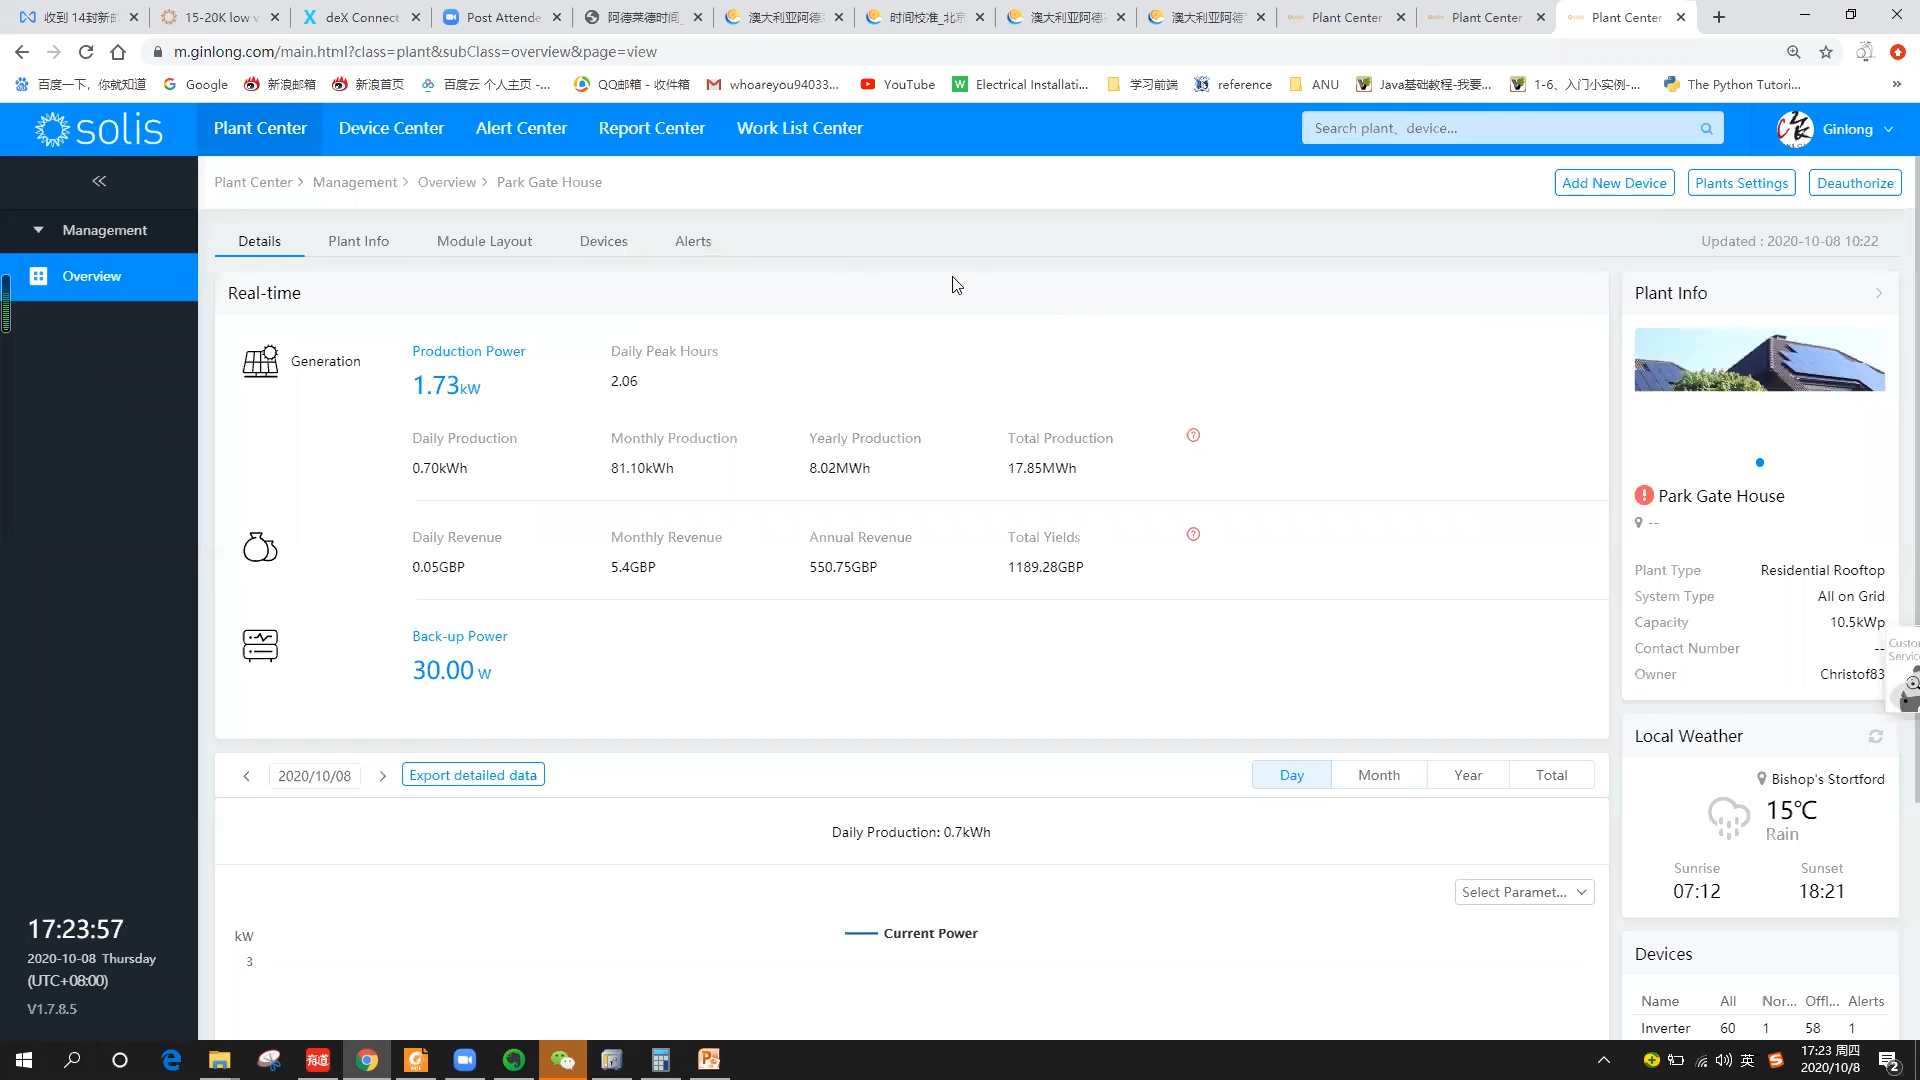 收到 14封新邮
15-20K low v
deX Connect
Post Attende
阿德莱德时间_
澳大利亚阿德
时间校准_北京
澳大利亚阿德
澳大利亚阿德
Plant Center
Plant Center
Plant Center
m.ginlong.com/main.html?class=plant&subClass=overview&page=view
百度一下，你就知道
Google
新浪邮箱
新浪首页
百度云 个人主页 -...
QQ邮箱 - 收件箱
whoareyou94033...
YouTube
Electrical Installati...
学习前端
reference
ANU
Java基础教程-我要...
1-6、入门小实例-...
The Python Tutori...
solis
Plant Center
Device Center
Alert Center
Report Center
Work List Center
Search plant、device...
Ginlong
Plant Center > Management > Overview > Park Gate House
Add New Device
Plants Settings
Deauthorize
Management
Overview
Details
Plant Info
Module Layout
Devices
Alerts
Updated : 2020-10-08 10:22
Real-time
Generation
Production Power
1.73kW
Daily Peak Hours
2.06
Daily Production
0.70kWh
Monthly Production
81.10kWh
Yearly Production
8.02MWh
Total Production
17.85MWh
Daily Revenue
0.05GBP
Monthly Revenue
5.4GBP
Annual Revenue
550.75GBP
Total Yields
1189.28GBP
Back-up Power
30.00 W
Plant Info
Park Gate House
--
Plant Type Residential Rooftop
System Type All on Grid
Capacity 10.5kWp
Contact Number --
Owner Christof83
Custo
Servic
Local Weather
Bishop's Stortford
15℃
Rain
Sunrise
07:12
Sunset
18:21
Devices
Name All Nor... Offl... Alerts
Inverter 60 1 58 1
2020/10/08
Export detailed data
Day
Month
Year
Total
Daily Production: 0.7kWh
Select Paramet...
kW
Current Power
3
17:23:57
2020-10-08 Thursday
(UTC+08:00)
V1.7.8.5
有道
英
17:23 周四
2020/10/8
2